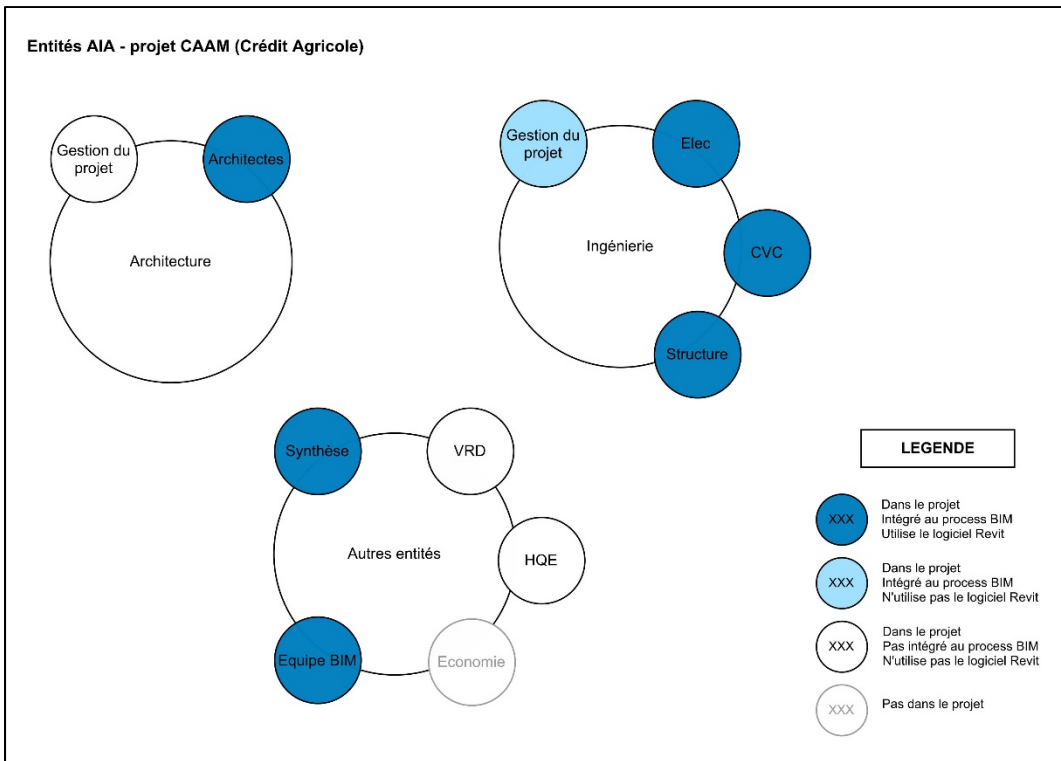 Entités AIA - projet CAAM (Crédit Agricole)
Gestion du
projet
Architectes
Architecture
Gestion du
projet
Elec
Ingénierie
CVC
Structure
Synthèse
VRD
Autres entités
HQE
Equipe BIM
Economie
LEGENDE
XXX
Dans le projet
Intégré au process BIM
Utilise le logiciel Revit
XXX
Dans le projet
Intégré au process BIM
N'utilise pas le logiciel Revit
XXX
Dans le projet
Pas intégré au process BIM
N'utilise pas le logiciel Revit
XXX
Pas dans le projet